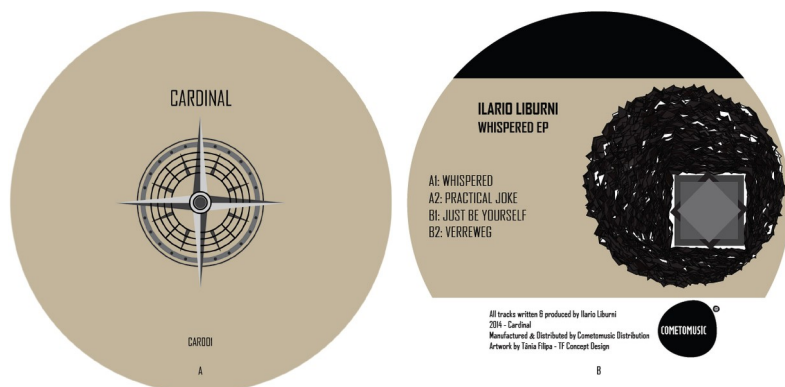 CARDINAL
CAR001
A
ILARIO LIBURNI
WHISPERED EP
A1: WHISPERED
A2: PRACTICAL JOKE
B1: JUST BE YOURSELF
B2: VERREWEG
All tracks written & produced by Ilario Liburni
2014 - Cardinal
Manufactured & Distributed by Cometomusic Distribution
Artwork by Tânia Filipa - TF Concept Design
COMETOMUSIC
B